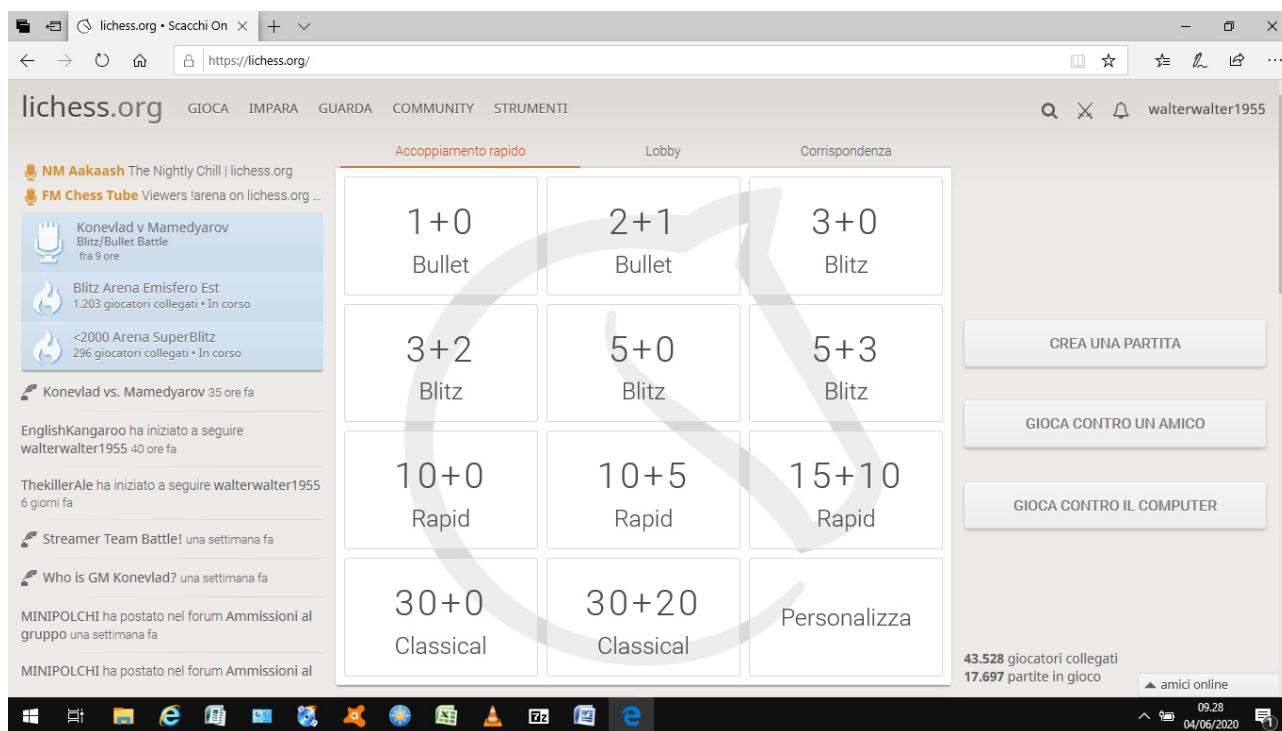 lichess.org • Scacchi On
https://lichess.org/
lichess.org GIOCA IMPARA GUARDA COMMUNITY STRUMENTI walterwalter1955
NM Aakaash The Nightly Chill | lichess.org
FM Chess Tube Viewers !arena on lichess.org ...
Konevlad v Mamedyarov
Blitz/Bullet Battle
fra 9 ore
Blitz Arena Emisfero Est
1.203 giocatori collegati • In corso
<2000 Arena SuperBlitz
296 giocatori collegati • In corso
Konevlad vs. Mamedyarov 35 ore fa
EnglishKangaroo ha iniziato a seguire
walterwalter1955 40 ore fa
ThekillerAle ha iniziato a seguire walterwalter1955
6 giorni fa
Streamer Team Battle! una settimana fa
Who is GM Konevlad? una settimana fa
MINIPOLCHI ha postato nel forum Ammissioni al
gruppo una settimana fa
MINIPOLCHI ha postato nel forum Ammissioni al
Accoppiamento rapido Lobby Corrispondenza
1+0 2+1 3+0
Bullet Bullet Blitz
3+2 5+0 5+3
Blitz Blitz Blitz
10+0 10+5 15+10
Rapid Rapid Rapid
30+0 30+20 Personalizza
Classical Classical
CREA UNA PARTITA
GIOCA CONTRO UN AMICO
GIOCA CONTRO IL COMPUTER
43.528 giocatori collegati
17.697 partite in gioco
amici online
7z
09.28
04/06/2020
1